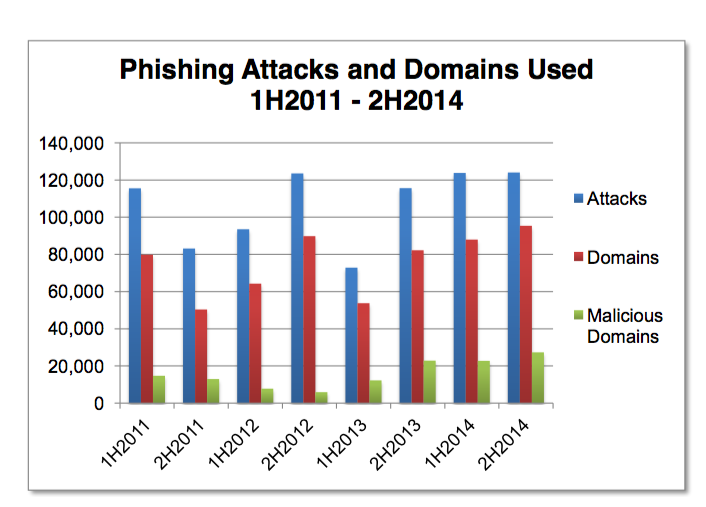 Phishing Attacks and Domains Used
1H2011 - 2H2014
140,000
120,000
100,000
80,000
60,000
40,000
20,000
0
1H2011
2H2011
1H2012
2H2012
1H2013
2H2013
1H2014
2H2014
Attacks
Domains
Malicious
Domains